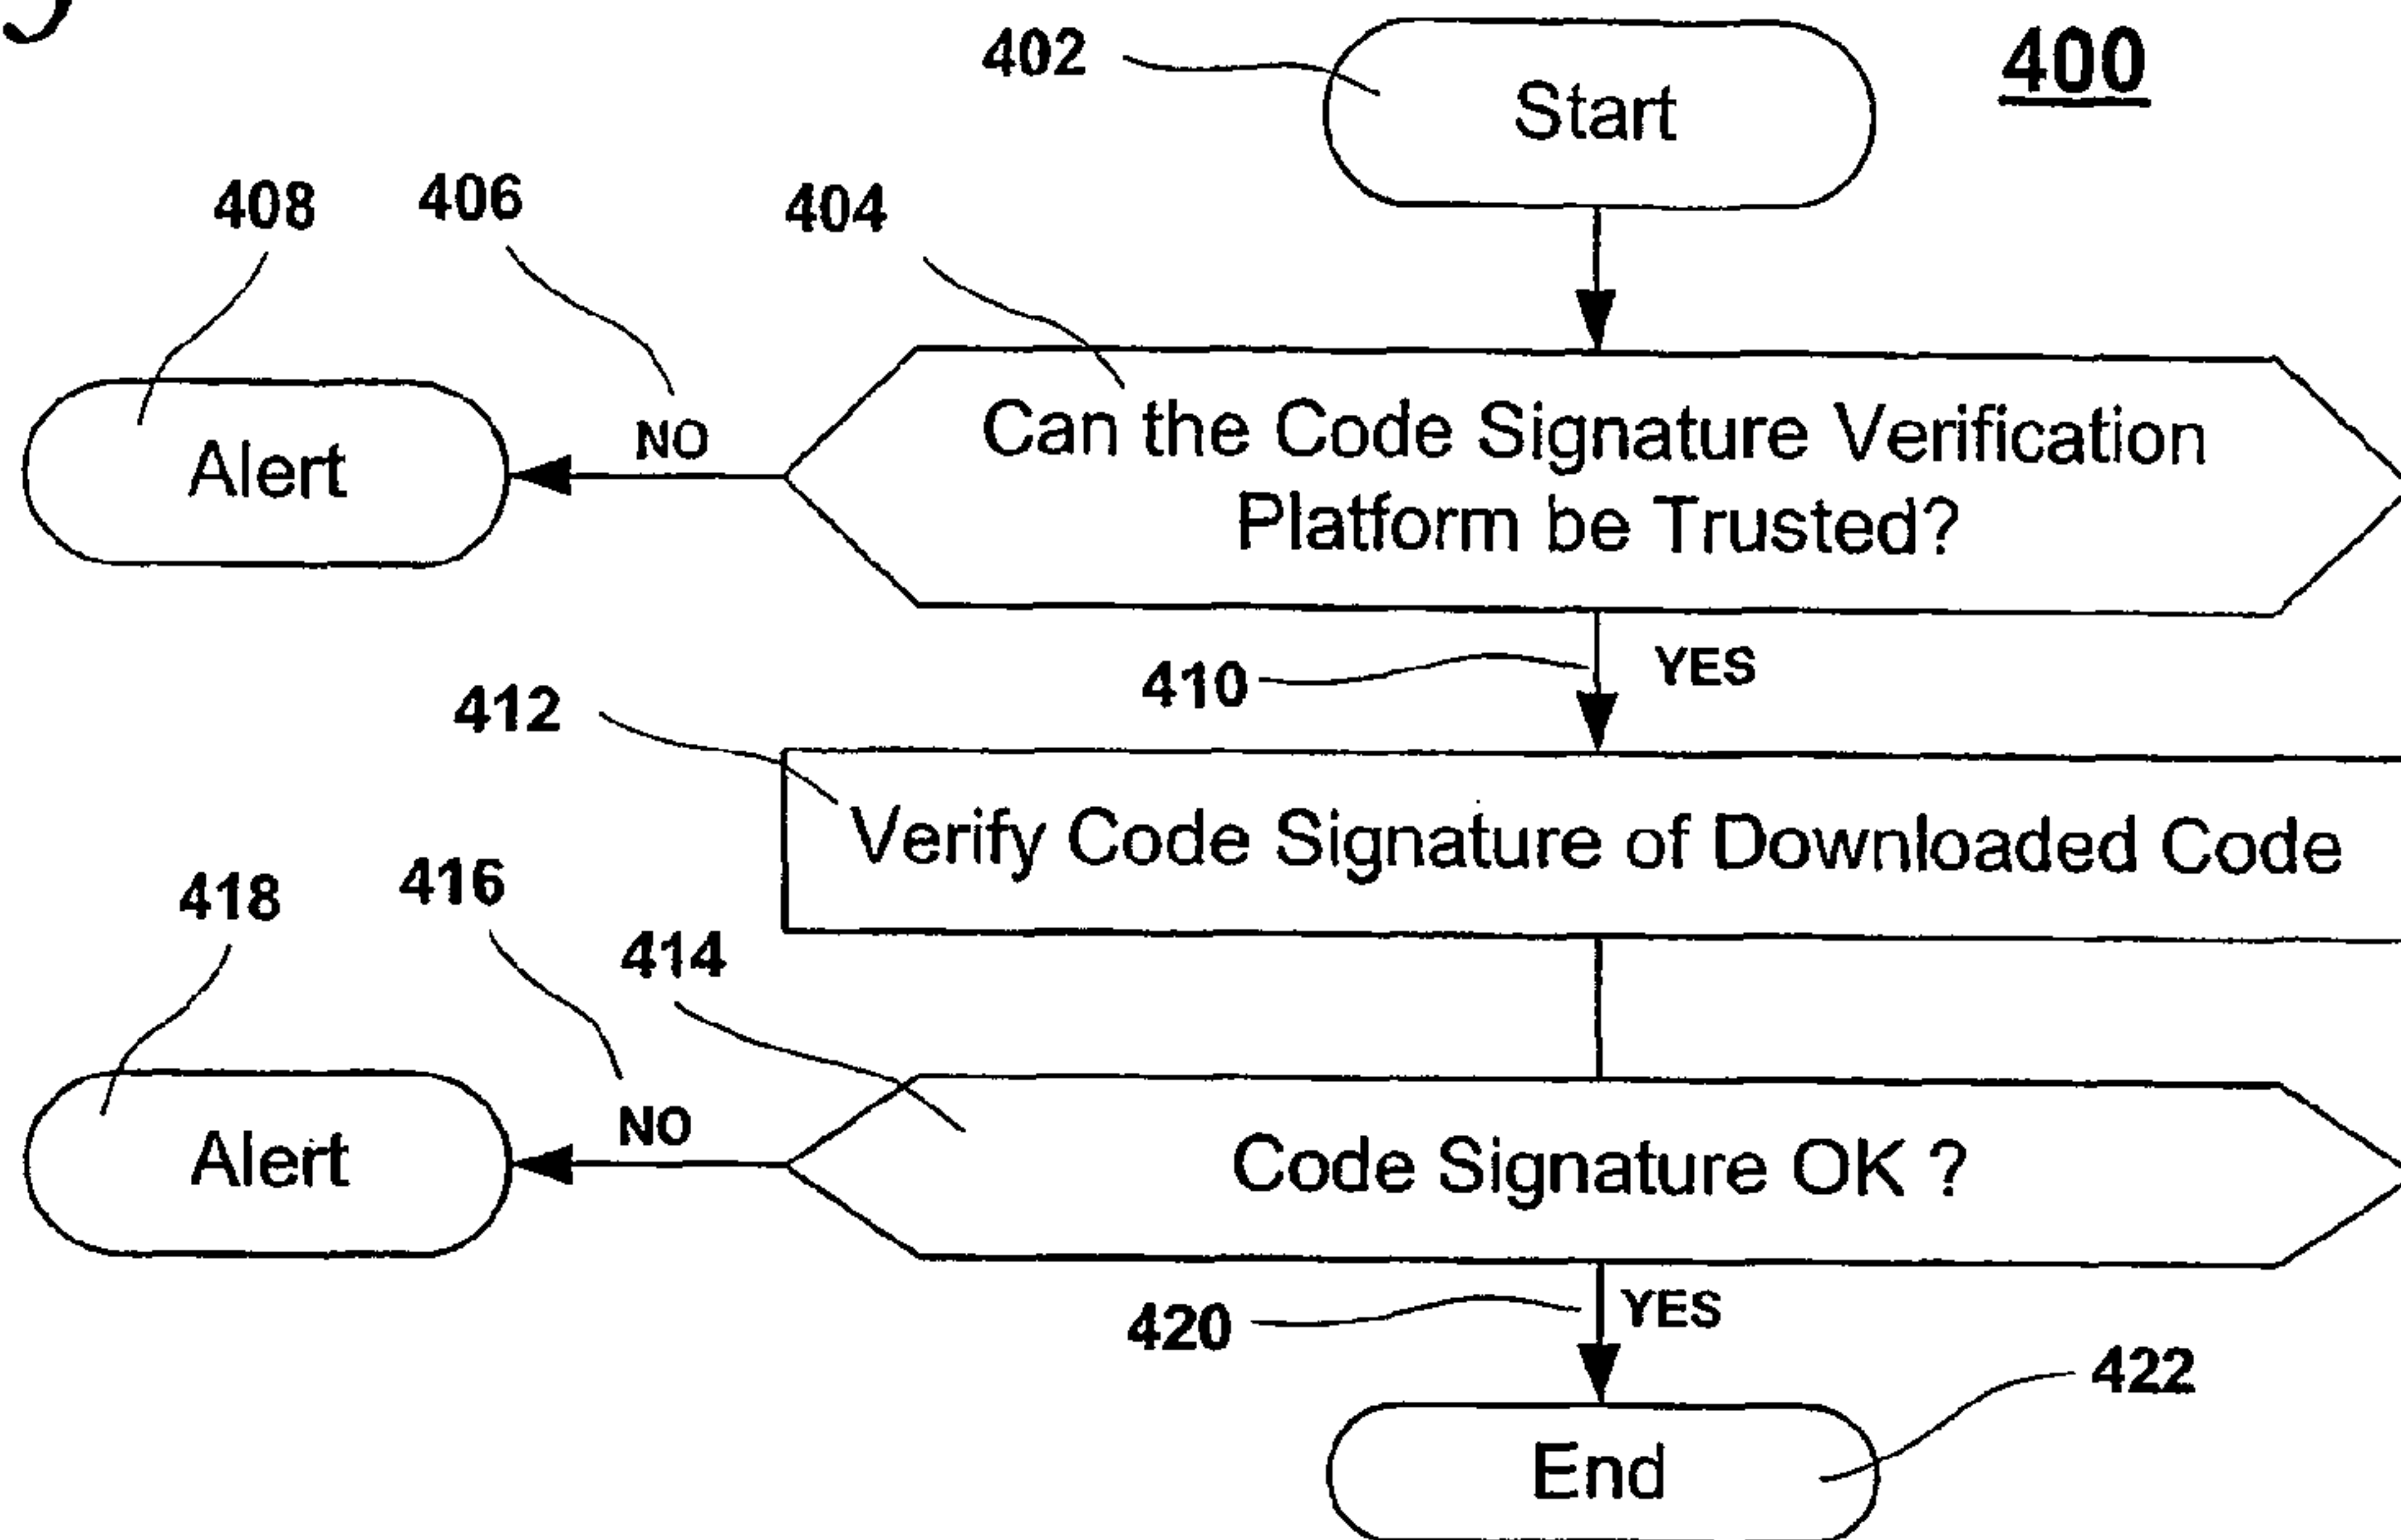 402
Start
400
408
406
404
Alert
NO
Can the Code Signature Verification
Platform be Trusted?
410
YES
412
Verify Code Signature of Downloaded Code
418
416
414
Alert
NO
Code Signature OK ?
420
YES
422
End